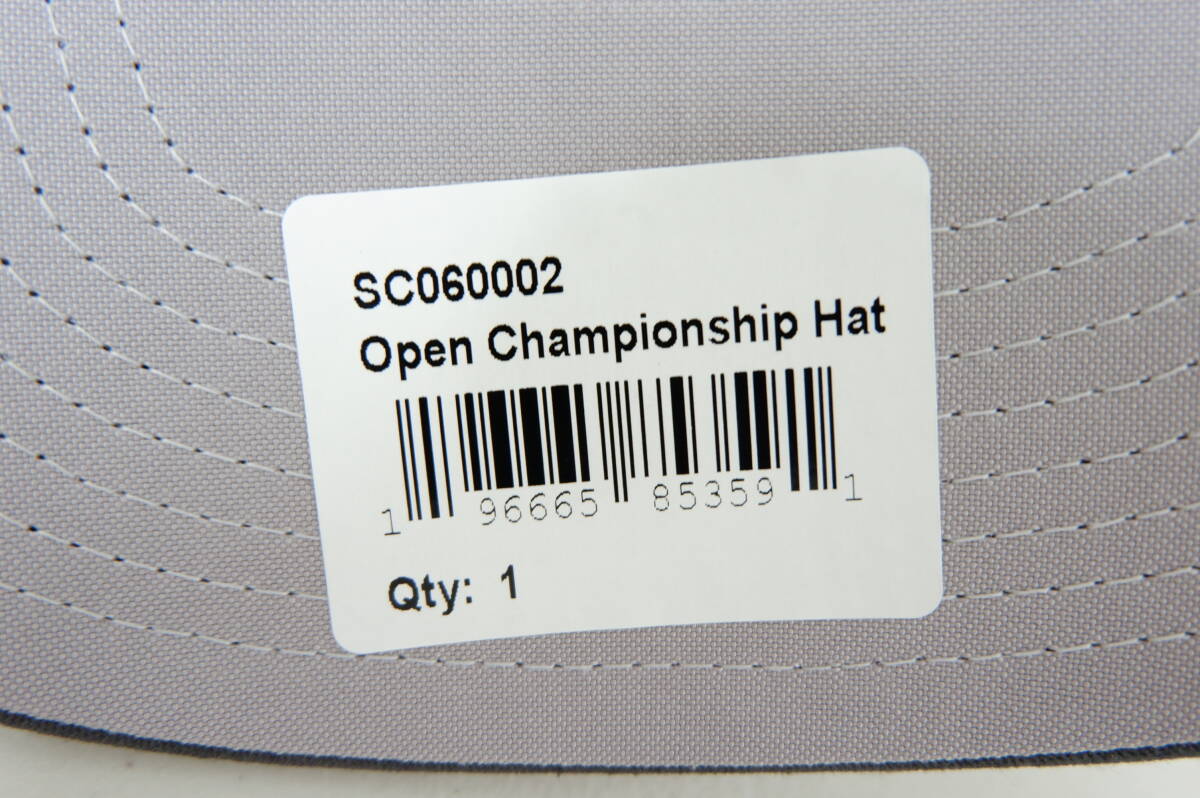 SC060002
Open Championship Hat
1 96665 85359 1
Qty: 1